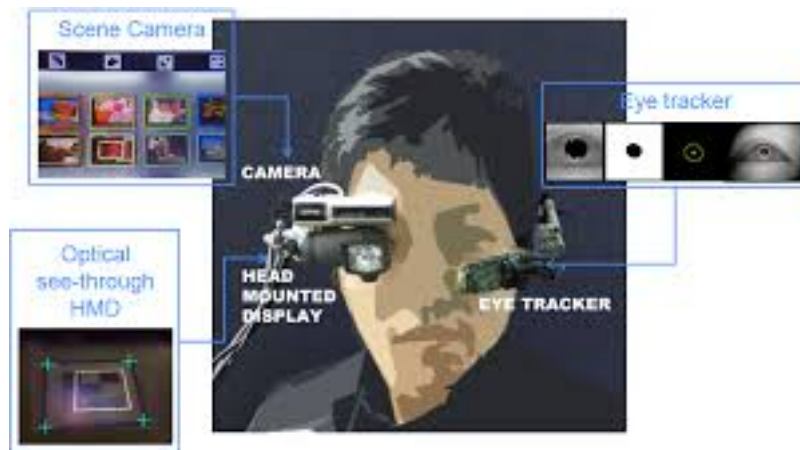 Scene Camera
Eye tracker
CAMERA
Optical
see-through
HMD
HEAD
MOUNTED
DISPLAY
EYE TRACKER